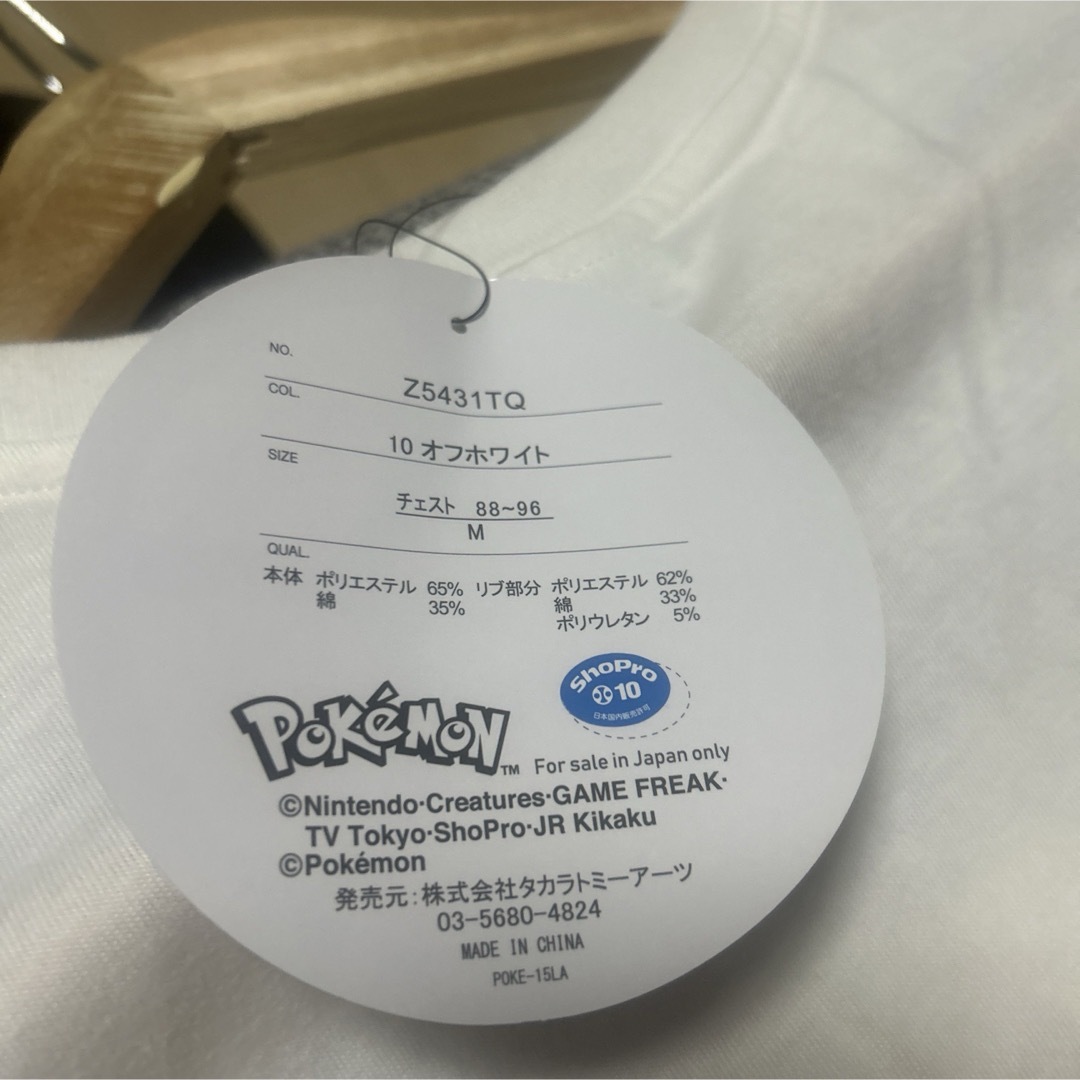 NO.
Z5431TQ
COL.
10 オフホワイト
SIZE
チェスト 88~96
M
QUAL.
本体 ポリエステル 65% リブ部分 ポリエステル 62%
綿 35% 綿 33%
ポリウレタン 5%
ShoPro
10
日本国内販売許可
POKéMON TM For sale in Japan only
©Nintendo・Creatures・GAME FREAK・
TV Tokyo・ShoPro・JR Kikaku
©Pokémon
発売元:株式会社タカラトミーアーツ
03-5680-4824
MADE IN CHINA
POKE-15LA